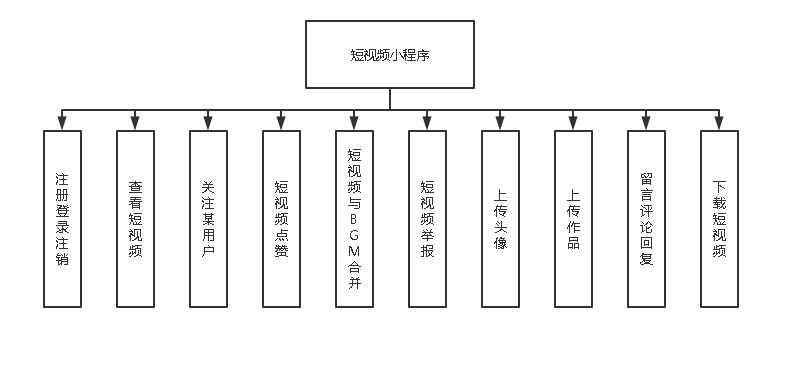 短视频小程序
注册登录注销
查看短视频
关注某用户
短视频点赞
短视频与BGM合并
短视频举报
上传头像
上传作品
留言评论回复
下载短视频